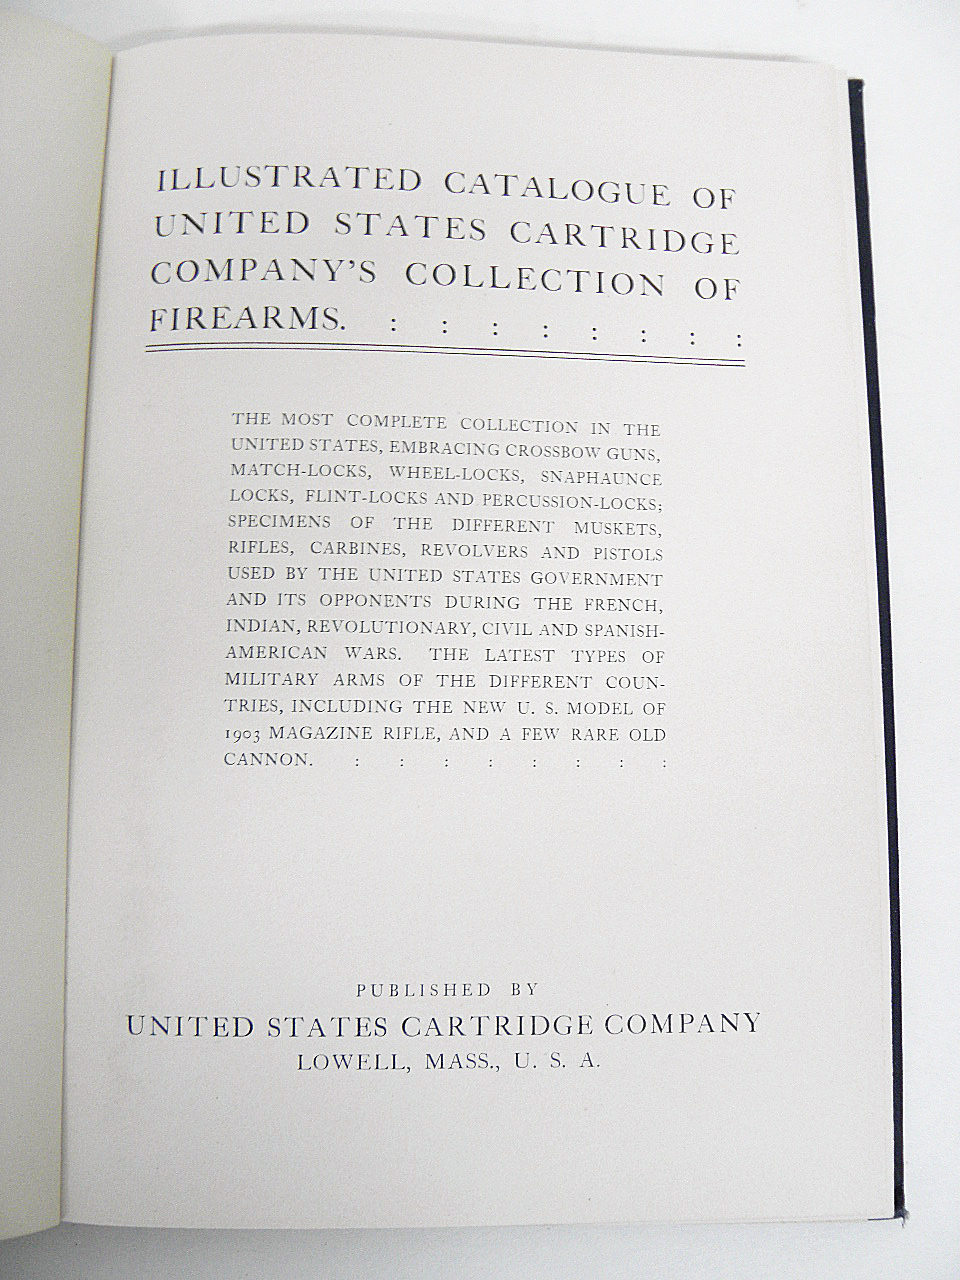 ILLUSTRATED CATALOGUE OF
UNITED STATES CARTRIDGE
COMPANY'S COLLECTION OF
FIREARMS. : : : : : : : :
THE MOST COMPLETE COLLECTION IN THE
UNITED STATES, EMBRACING CROSSBOW GUNS,
MATCH-LOCKS, WHEEL-LOCKS, SNAPHAUNCE
LOCKS, FLINT-LOCKS AND PERCUSSION-LOCKS;
SPECIMENS OF THE DIFFERENT MUSKETS,
RIFLES, CARBINES, REVOLVERS AND PISTOLS
USED BY THE UNITED STATES GOVERNMENT
AND ITS OPPONENTS DURING THE FRENCH,
INDIAN, REVOLUTIONARY, CIVIL AND SPANISH-
AMERICAN WARS. THE LATEST TYPES OF
MILITARY ARMS OF THE DIFFERENT COUN-
TRIES, INCLUDING THE NEW U. S. MODEL OF
1903 MAGAZINE RIFLE, AND A FEW RARE OLD
CANNON. : : : : : : : :
PUBLISHED BY
UNITED STATES CARTRIDGE COMPANY
LOWELL, MASS., U. S. A.